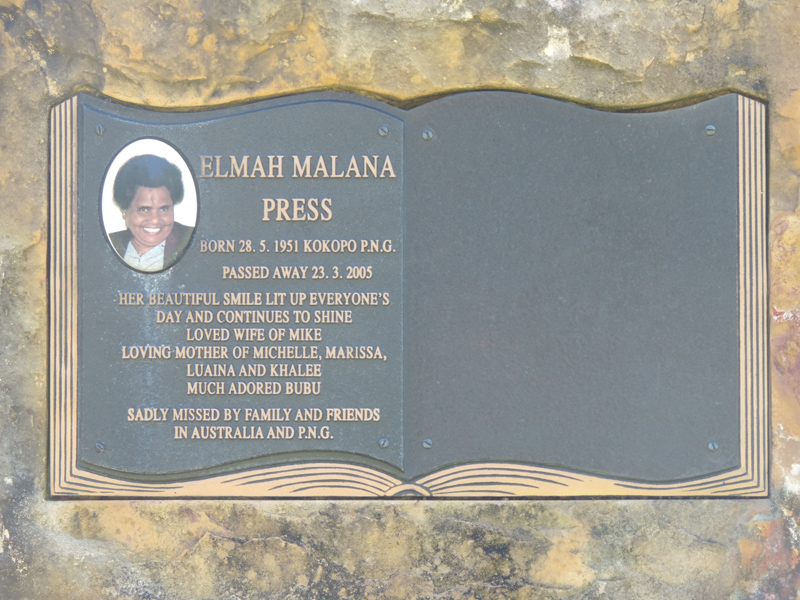 ELMAH MALANA
PRESS
BORN 28. 5. 1951 KOKOPO P.N.G.
PASSED AWAY 23. 3. 2005
HER BEAUTIFUL SMILE LIT UP EVERYONE'S
DAY AND CONTINUES TO SHINE
LOVED WIFE OF MIKE
LOVING MOTHER OF MICHELLE, MARISSA,
LUAINA AND KHALEE
MUCH ADORED BUBU
SADLY MISSED BY FAMILY AND FRIENDS
IN AUSTRALIA AND P.N.G.